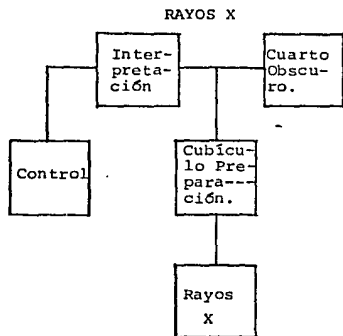 RAYOS X
Inter-
preta-
ción
Cuarto
Obscu-
ro.
Control
Cubícu-
lo Pre-
para---
ción.
Rayos
X